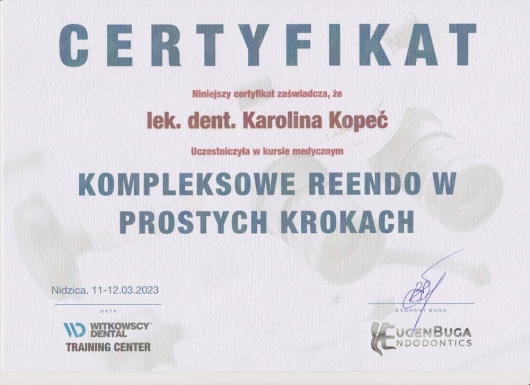 CERTYFIKAT
Niniejszy certyfikat zaświadcza, że
lek. dent. Karolina Kopeć
Uczestniczyła w kursie medycznym
KOMPLEKSOWE REENDO W
PROSTYCH KROKACH
Nidzica. 11-12.03.2023
DATA
EVGHENI BUGA
WITKOWSCY
DENTAL
TRAINING CENTER
EUGENBUGA
ENDODONTICS